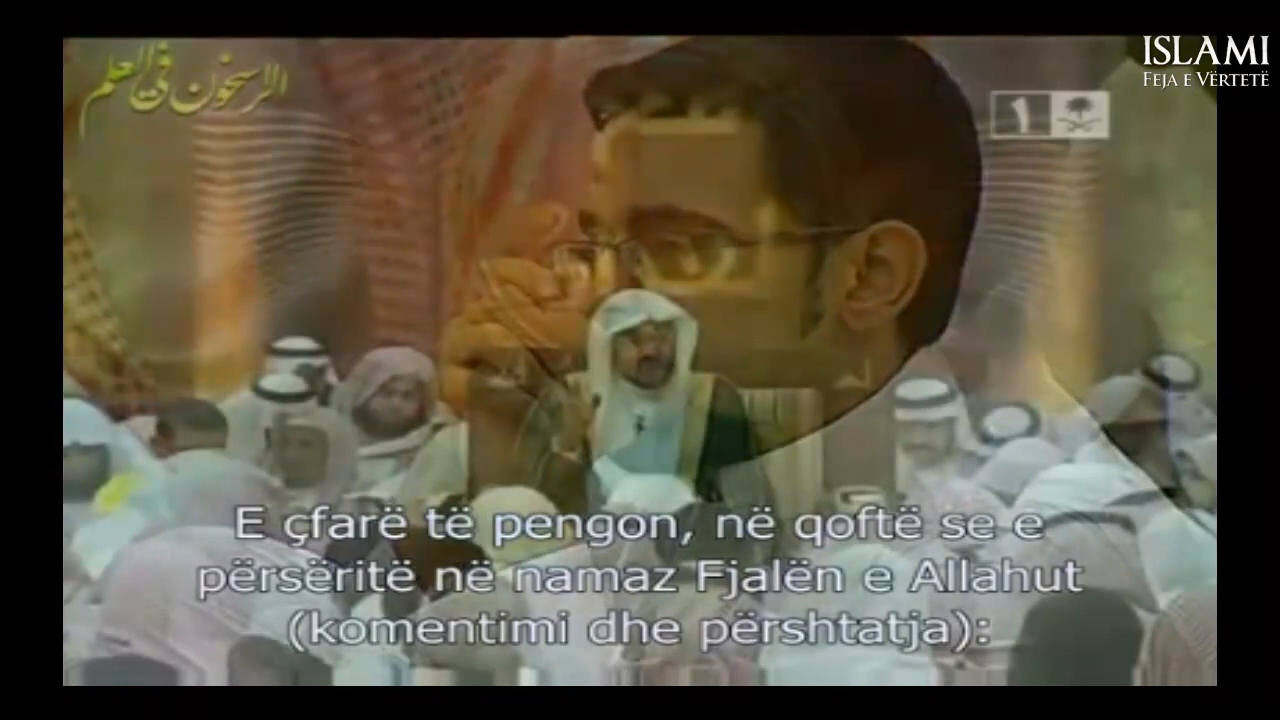 الراسخون في العلم
ISLAMI
FEJA E VËRTETË
١
E çfarë të pengon, në qoftë se e
përsëritë në namaz Fjalën e Allahut
(komentimi dhe përshtatja):